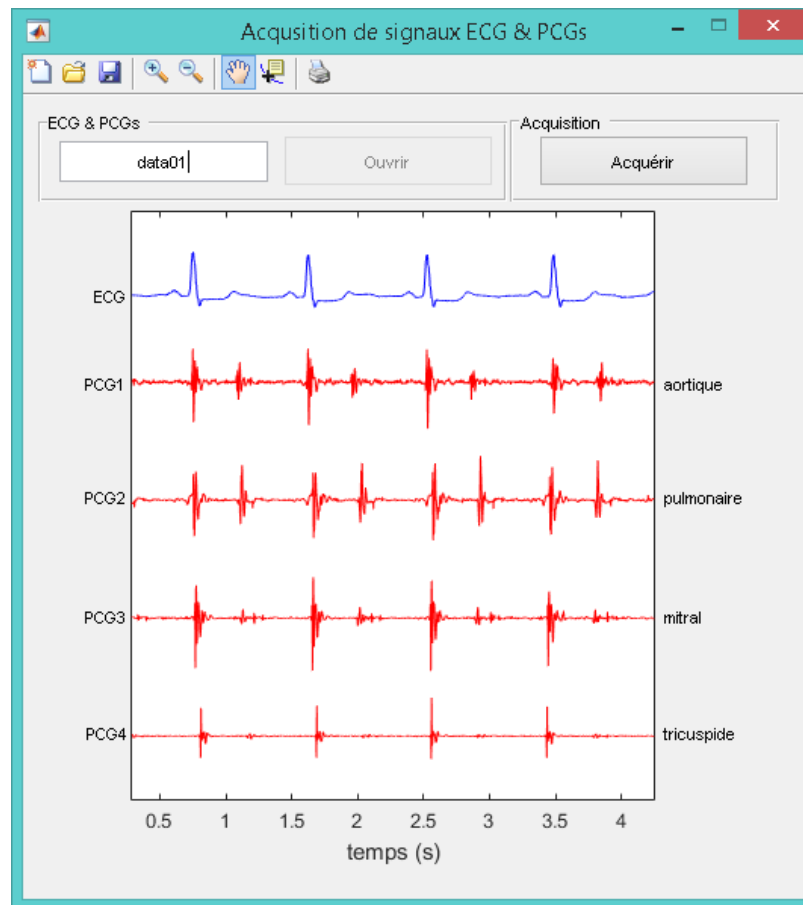 Acqusition de signaux ECG & PCGs
ECG & PCGs
Acquisition
data01
Ouvrir
Acquérir
ECG
PCG1
aortique
PCG2
pulmonaire
PCG3
mitral
PCG4
tricuspide
0.5 1 1.5 2 2.5 3 3.5 4
temps (s)